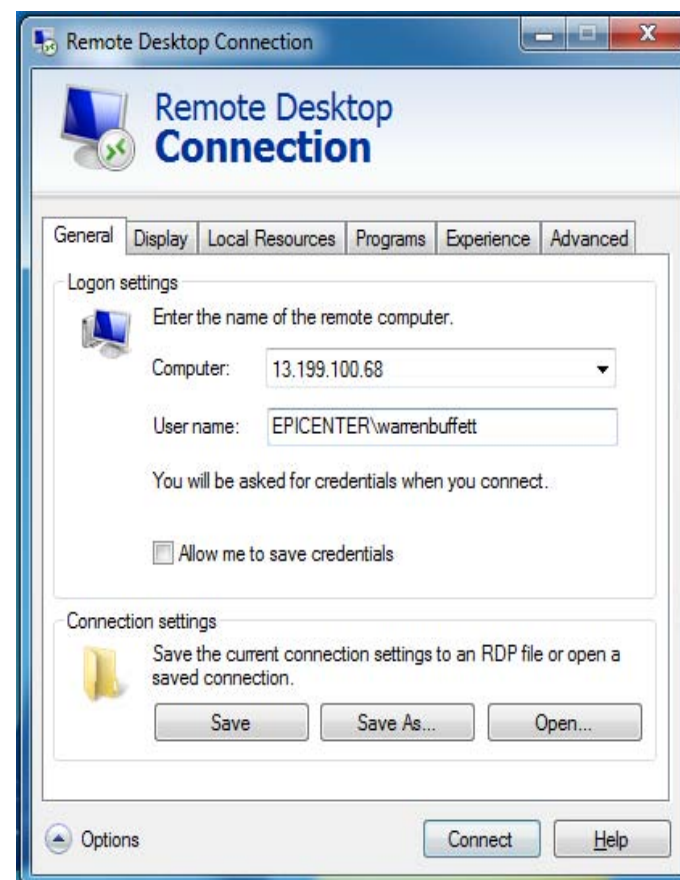 Remote Desktop Connection
X
Remote Desktop
Connection
General Display Local Resources Programs Experience Advanced
Logon settings
Enter the name of the remote computer.
Computer: 13.199.100.68
User name: EPICENTER\warrenbuffett
You will be asked for credentials when you connect.
Allow me to save credentials
Connection settings
Save the current connection settings to an RDP file or open a
saved connection.
Save Save As... Open...
Options Connect Help